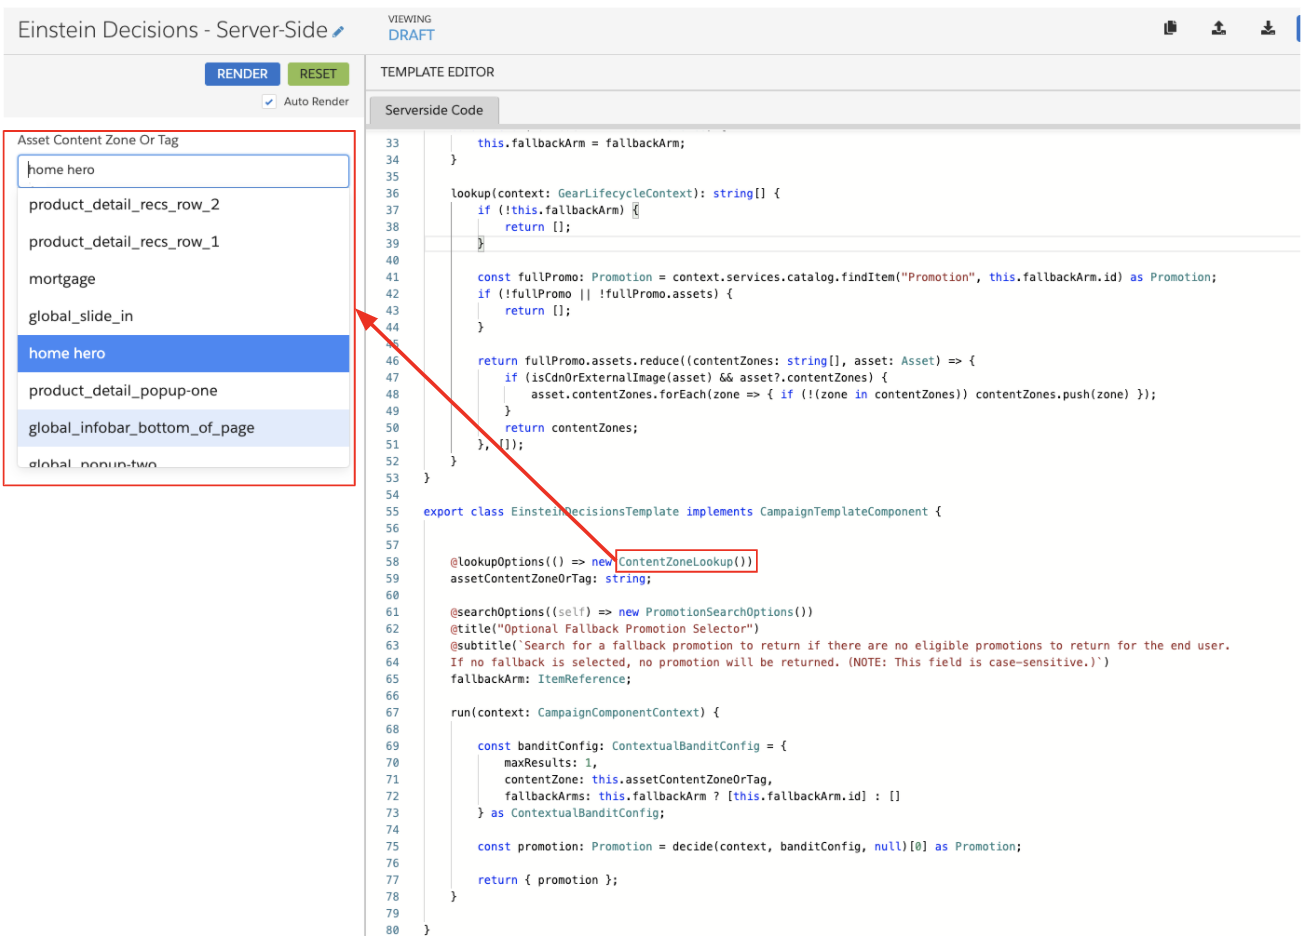 Einstein Decisions - Server-Side
VIEWING
DRAFT
RENDER
RESET
Auto Render
Asset Content Zone Or Tag
home hero
product_detail_recs_row_2
product_detail_recs_row_1
mortgage
global_slide_in
home hero
product_detail_popup-one
global_infobar_bottom_of_page
global_popup-two
TEMPLATE EDITOR
Serverside Code
33 this.fallbackArm = fallbackArm;
34 }
35
36 lookup(context: GearLifecycleContext): string[] {
37 if (!this.fallbackArm) {
38 return [];
39 }
40
41 const fullPromo: Promotion = context.services.catalog.findItem("Promotion", this.fallbackArm.id) as Promotion;
42 if (!fullPromo || !fullPromo.assets) {
43 return [];
44 }
45
46 return fullPromo.assets.reduce((contentZones: string[], asset: Asset) => {
47 if (isCdnOrExternalImage(asset) && asset?.contentZones) {
48 asset.contentZones.forEach(zone => { if (!(zone in contentZones)) contentZones.push(zone) });
49 }
50 return contentZones;
51 }, []);
52 }
53 }
54
55 export class EinsteinDecisionsTemplate implements CampaignTemplateComponent {
56
57
58 @lookupOptions(() => new ContentZoneLookup())
59 assetContentZoneOrTag: string;
60
61 @searchOptions((self) => new PromotionSearchOptions())
62 @title("Optional Fallback Promotion Selector")
63 @subtitle(`Search for a fallback promotion to return if there are no eligible promotions to return for the end user.
64 If no fallback is selected, no promotion will be returned. (NOTE: This field is case-sensitive.)`)
65 fallbackArm: ItemReference;
66
67 run(context: CampaignComponentContext) {
68
69 const banditConfig: ContextualBanditConfig = {
70 maxResults: 1,
71 contentZone: this.assetContentZoneOrTag,
72 fallbackArms: this.fallbackArm ? [this.fallbackArm.id] : []
73 } as ContextualBanditConfig;
74
75 const promotion: Promotion = decide(context, banditConfig, null)[0] as Promotion;
76
77 return { promotion };
78 }
79
80 }